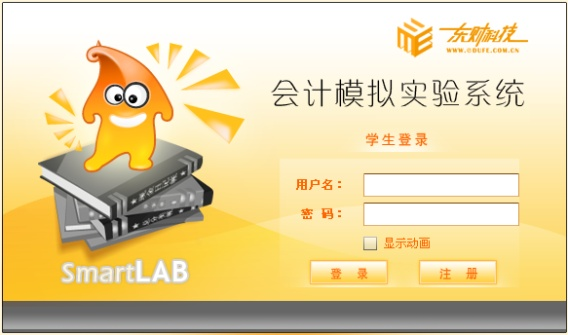 东财科技
WWW.EDUFE.COM.CN
会计模拟实验系统
学生登录
用户名：
密 码：
显示动画
登 录
注 册
SmartLAB